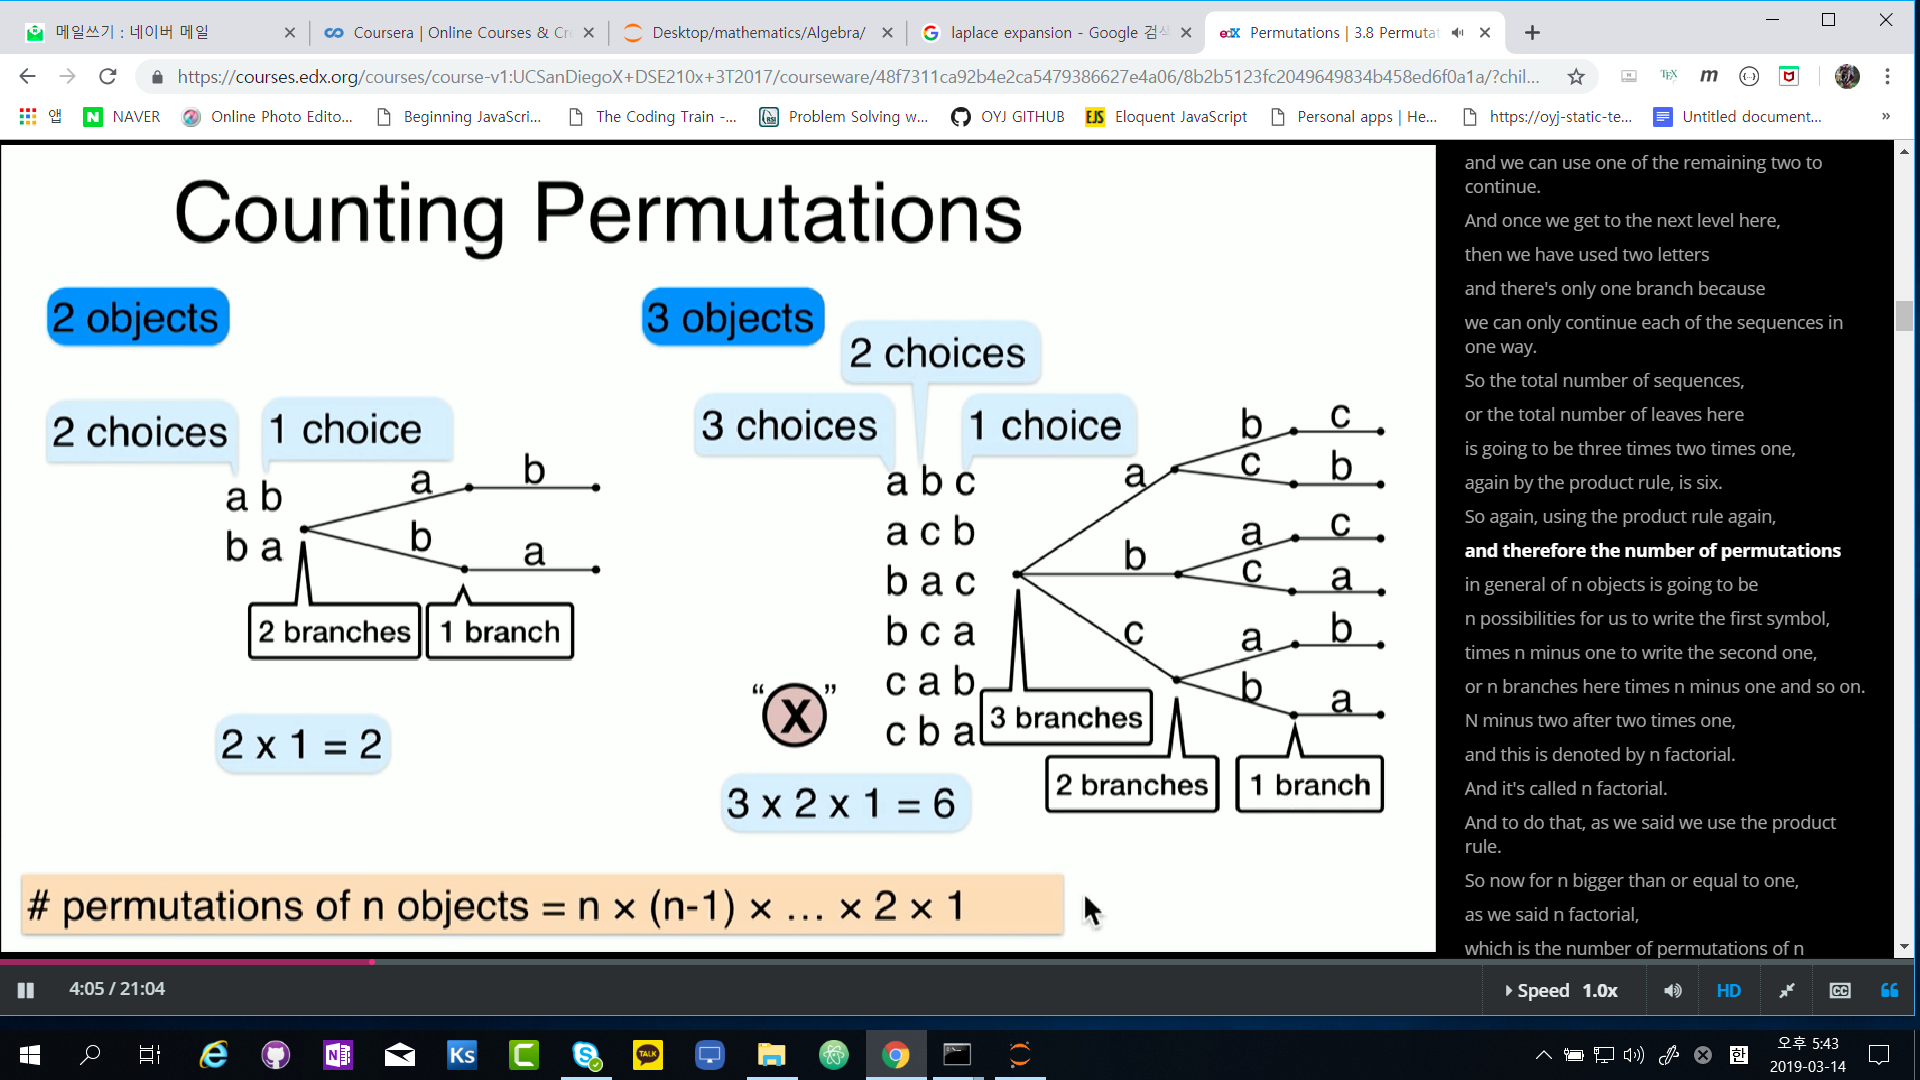 메일쓰기 : 네이버 메일
Coursera | Online Courses & Cr
Desktop/mathematics/Algebra/
laplace expansion - Google 검색
edX Permutations | 3.8 Permutat
https://courses.edx.org/courses/course-v1:UCSanDiegoX+DSE210x+3T2017/courseware/48f7311ca92b4e2ca5479386627e4a06/8b2b5123fc2049649834b458ed6f0a1a/?chil...
앱
N NAVER
Online Photo Edito...
Beginning JavaScri...
The Coding Train -...
Problem Solving w...
OYJ GITHUB
EJS Eloquent JavaScript
Personal apps | He...
https://oyj-static-te...
Untitled document...
»
Counting Permutations
2 objects
2 choices
1 choice
a b
b a
a b
b a
2 branches
1 branch
2 x 1 = 2
3 objects
2 choices
3 choices
1 choice
a b c
a c b
b a c
b c a
c a b
c b a
a
b c
c b
b
a c
c a
c
a b
b a
3 branches
2 branches
1 branch
“X”
3 x 2 x 1 = 6
# permutations of n objects = n × (n-1) × ... × 2 × 1
and we can use one of the remaining two to
continue.
And once we get to the next level here,
then we have used two letters
and there's only one branch because
we can only continue each of the sequences in
one way.
So the total number of sequences,
or the total number of leaves here
is going to be three times two times one,
again by the product rule, is six.
So again, using the product rule again,
and therefore the number of permutations
in general of n objects is going to be
n possibilities for us to write the first symbol,
times n minus one to write the second one,
or n branches here times n minus one and so on.
N minus two after two times one,
and this is denoted by n factorial.
And it's called n factorial.
And to do that, as we said we use the product
rule.
So now for n bigger than or equal to one,
as we said n factorial,
which is the number of permutations of n
4:05 / 21:04
Speed 1.0x
HD
CC
N
Ks
C
TALK
한
오후 5:43
2019-03-14